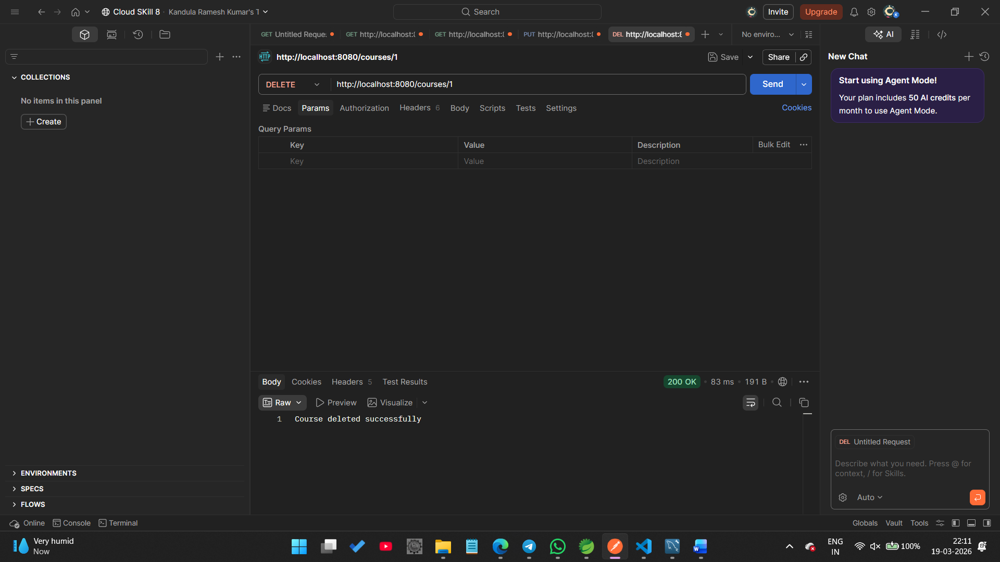 Cloud SKill 8 · Kandula Ramesh Kumar's T
Search
Invite
Upgrade
K
GET Untitled Reque:
GET http://localhost:
GET http://localhost:
PUT http://localhost:
DEL http://localhost:
No enviro...
AI
HTTP http://localhost:8080/courses/1
Save
Share
New Chat
COLLECTIONS
No items in this panel
Create
DELETE
http://localhost:8080/courses/1
Send
Start using Agent Mode!
Your plan includes 50 AI credits per
month to use Agent Mode.
Docs Params Authorization Headers 6 Body Scripts Tests Settings
Cookies
Query Params
Key Value Description Bulk Edit
Key Value Description
Body Cookies Headers 5 Test Results
200 OK • 83 ms • 191 B
Raw Preview Visualize
1 Course deleted successfully
DEL Untitled Request
Describe what you need. Press @ for
context, / for Skills.
Auto
ENVIRONMENTS
SPECS
FLOWS
Online Console Terminal
Globals Vault Tools
Very humid
Now
W
ENG
IN
100%
22:11
19-03-2026